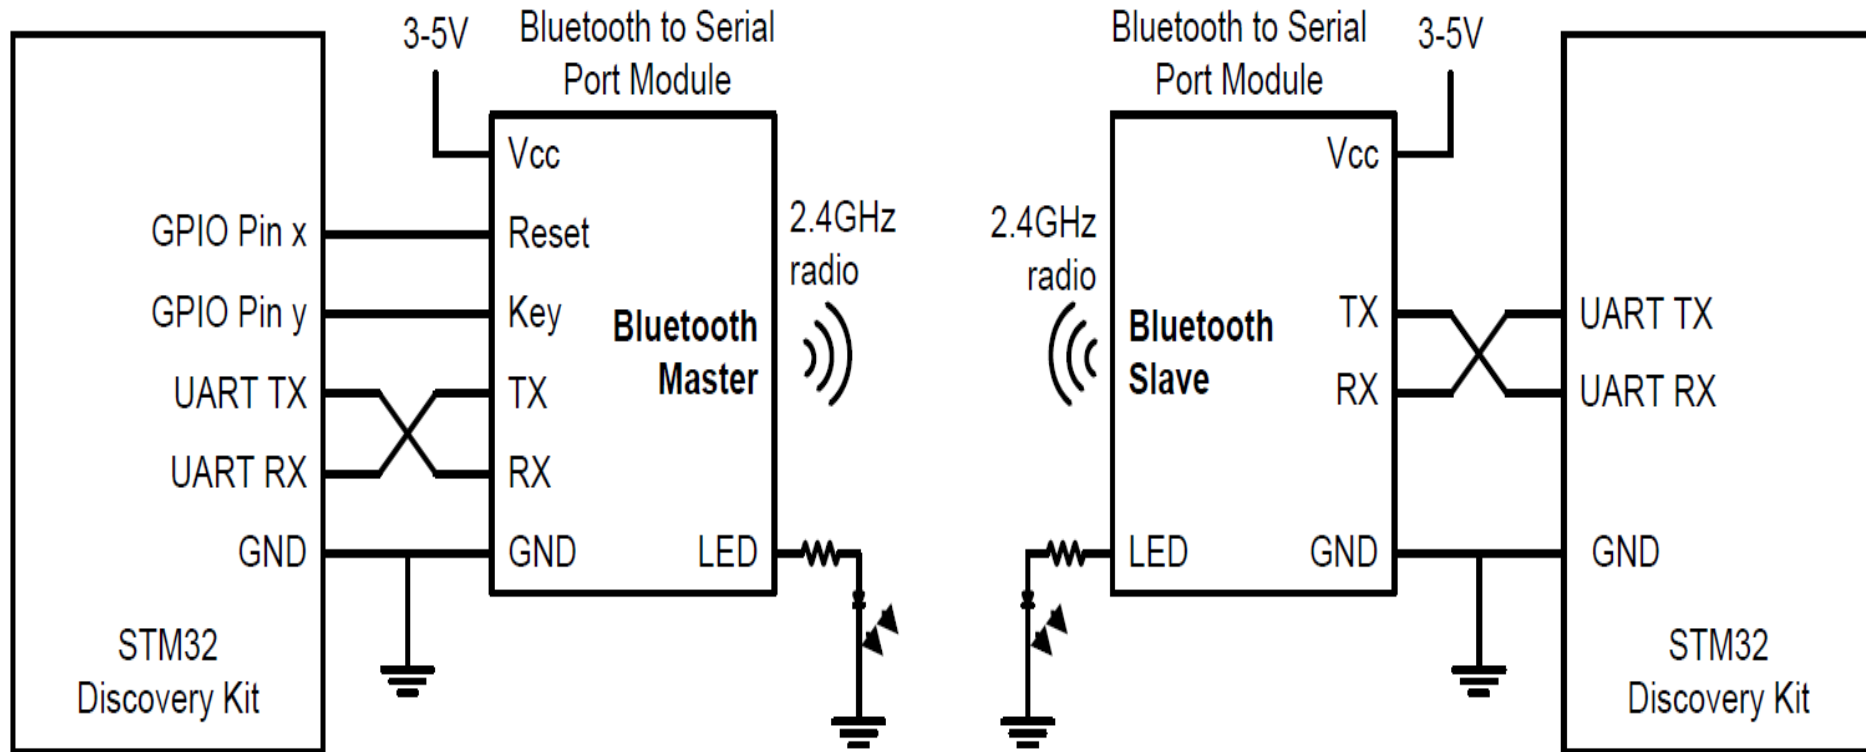 3-5V
Bluetooth to Serial
Port Module
Vcc
GPIO Pin x
Reset
GPIO Pin y
Key
UART TX
TX
UART RX
RX
GND
GND
LED
Bluetooth
Master
2.4GHz
radio
STM32
Discovery Kit
Bluetooth to Serial
Port Module
3-5V
Vcc
2.4GHz
radio
Bluetooth
Slave
TX
UART TX
RX
UART RX
LED
GND
GND
STM32
Discovery Kit